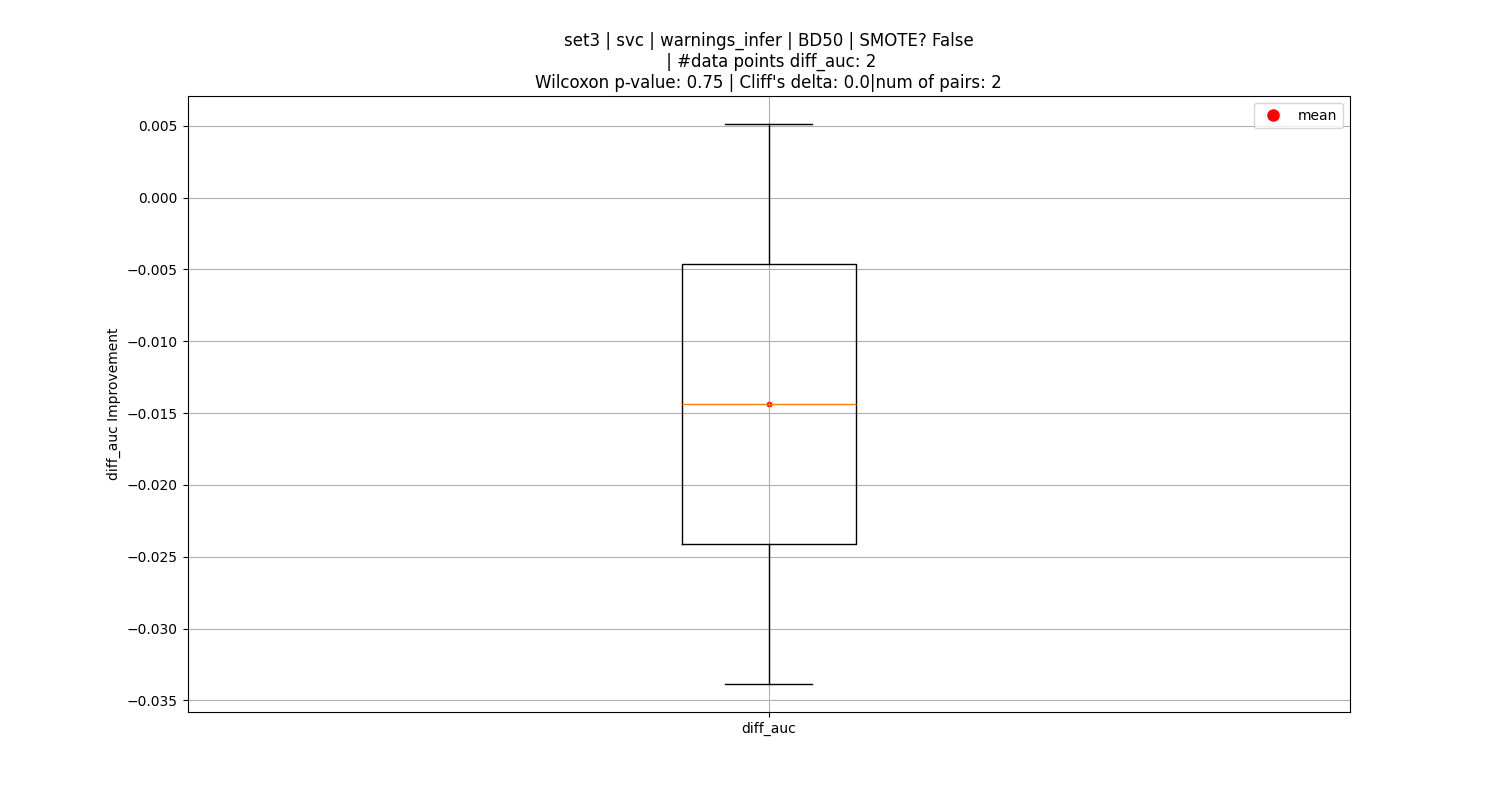 set3 | svc | warnings_infer | BD50 | SMOTE? False
| #data points diff_auc: 2
Wilcoxon p-value: 0.75 | Cliff's delta: 0.0|num of pairs: 2
mean
0.005
0.000
−0.005
−0.010
−0.015
−0.020
−0.025
−0.030
−0.035
diff_auc Improvement
diff_auc